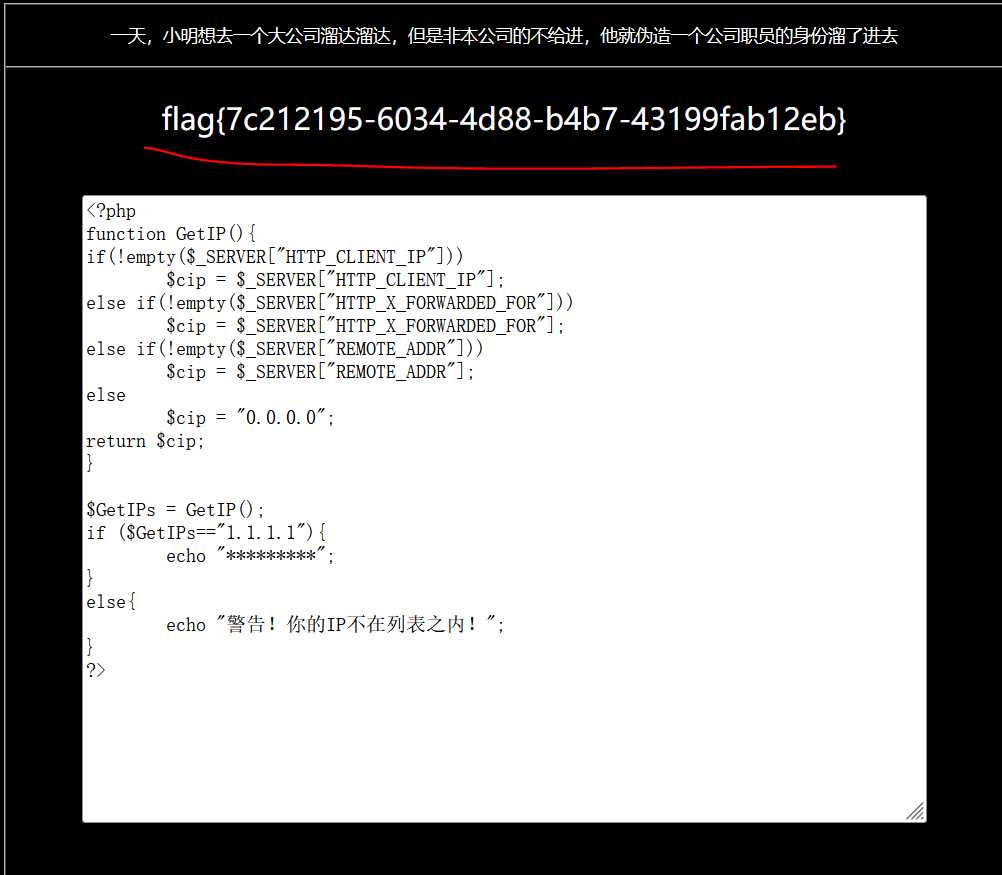 一天，小明想去一个大公司溜达溜达，但是非本公司的不给进，他就伪造一个公司职员的身份溜了进去
flag{7c212195-6034-4d88-b4b7-43199fab12eb}
<?php
function GetIP(){
if(!empty($_SERVER["HTTP_CLIENT_IP"]))
	$cip = $_SERVER["HTTP_CLIENT_IP"];
else if(!empty($_SERVER["HTTP_X_FORWARDED_FOR"]))
	$cip = $_SERVER["HTTP_X_FORWARDED_FOR"];
else if(!empty($_SERVER["REMOTE_ADDR"]))
	$cip = $_SERVER["REMOTE_ADDR"];
else
	$cip = "0.0.0.0";
return $cip;
}

$GetIPs = GetIP();
if ($GetIPs=="1.1.1.1"){
	echo "*********";
}
else{
	echo "警告！你的IP不在列表之内！";
}
?>